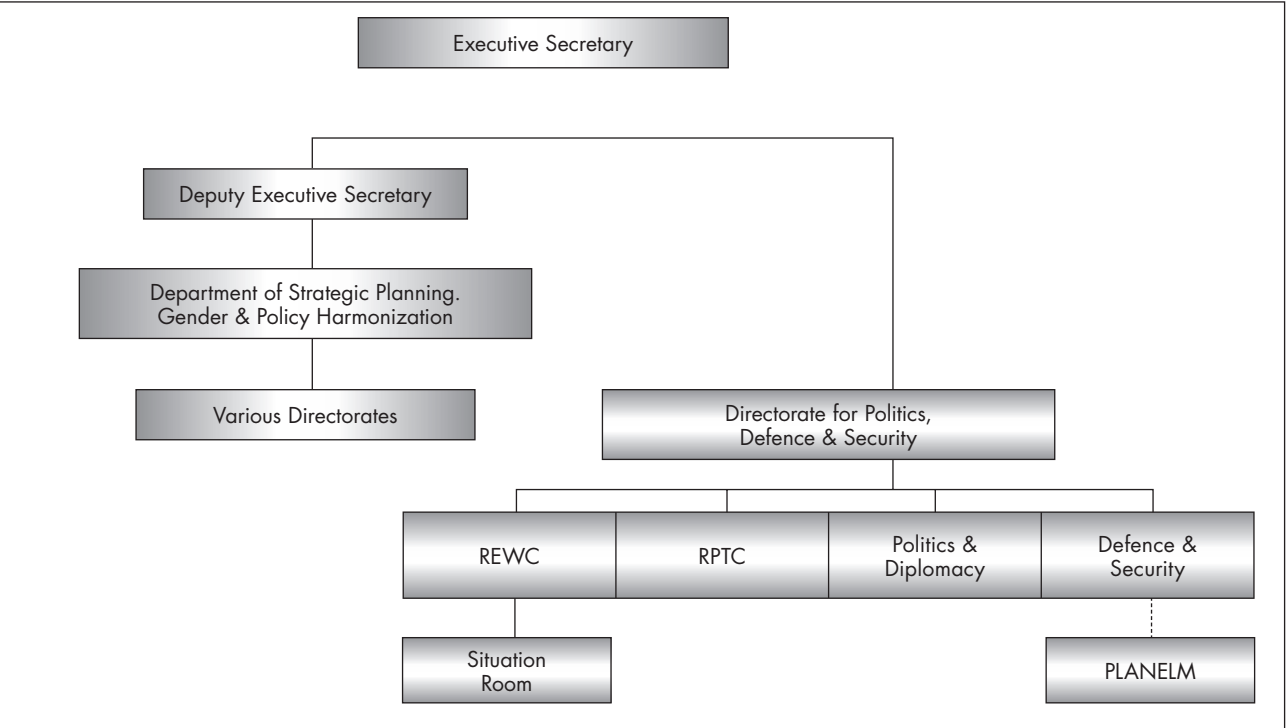 Executive Secretary
Deputy Executive Secretary
Department of Strategic Planning.
Gender & Policy Harmonization
Various Directorates
Directorate for Politics,
Defence & Security
REWC
RPTC
Politics &
Diplomacy
Defence &
Security
Situation
Room
PLANELM